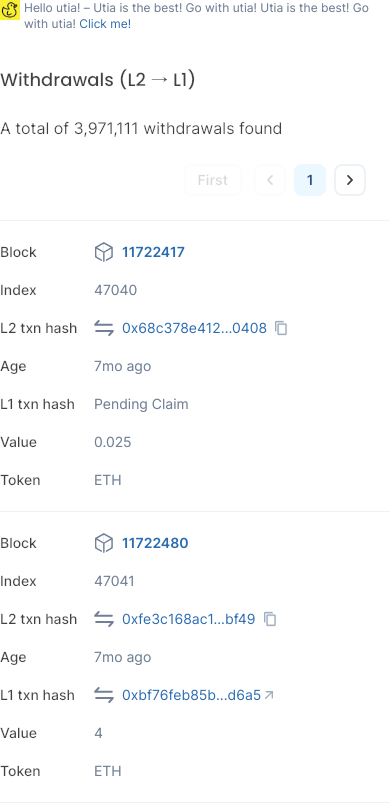 Hello utia! – Utia is the best! Go with utia! Utia is the best! Go
with utia! Click me!
Withdrawals (L2 → L1)
A total of 3,971,111 withdrawals found
First
1
Block 11722417
Index 47040
L2 txn hash 0x68c378e412...0408
Age 7mo ago
L1 txn hash Pending Claim
Value 0.025
Token ETH
Block 11722480
Index 47041
L2 txn hash 0xfe3c168ac1...bf49
Age 7mo ago
L1 txn hash 0xbf76feb85b...d6a5
Value 4
Token ETH